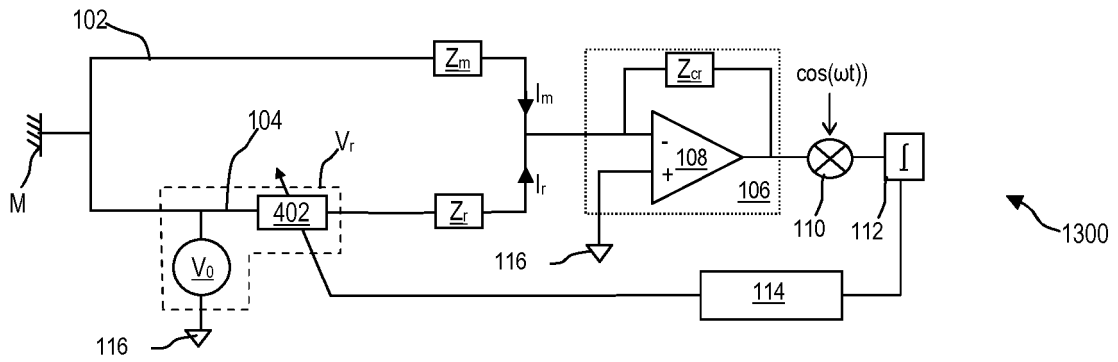 102
Zm
Zcr
cos(ωt))
Im
104
Vr
-
108
+
∫
M
402
Ir
Zr
106
110
112
1300
V0
116
114
116